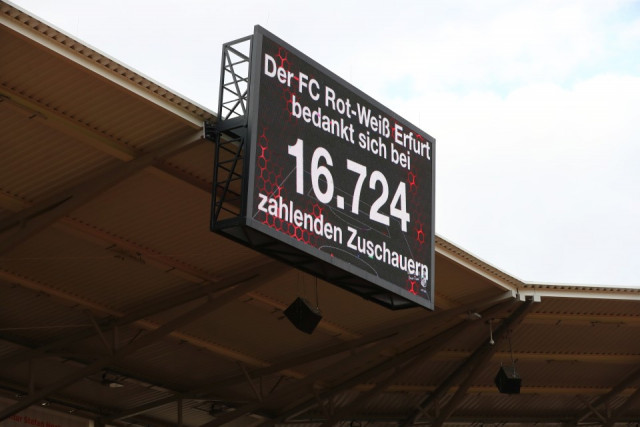 Der FC Rot-Weiß Erfurt
bedankt sich bei
16.724
zahlenden Zuschauern